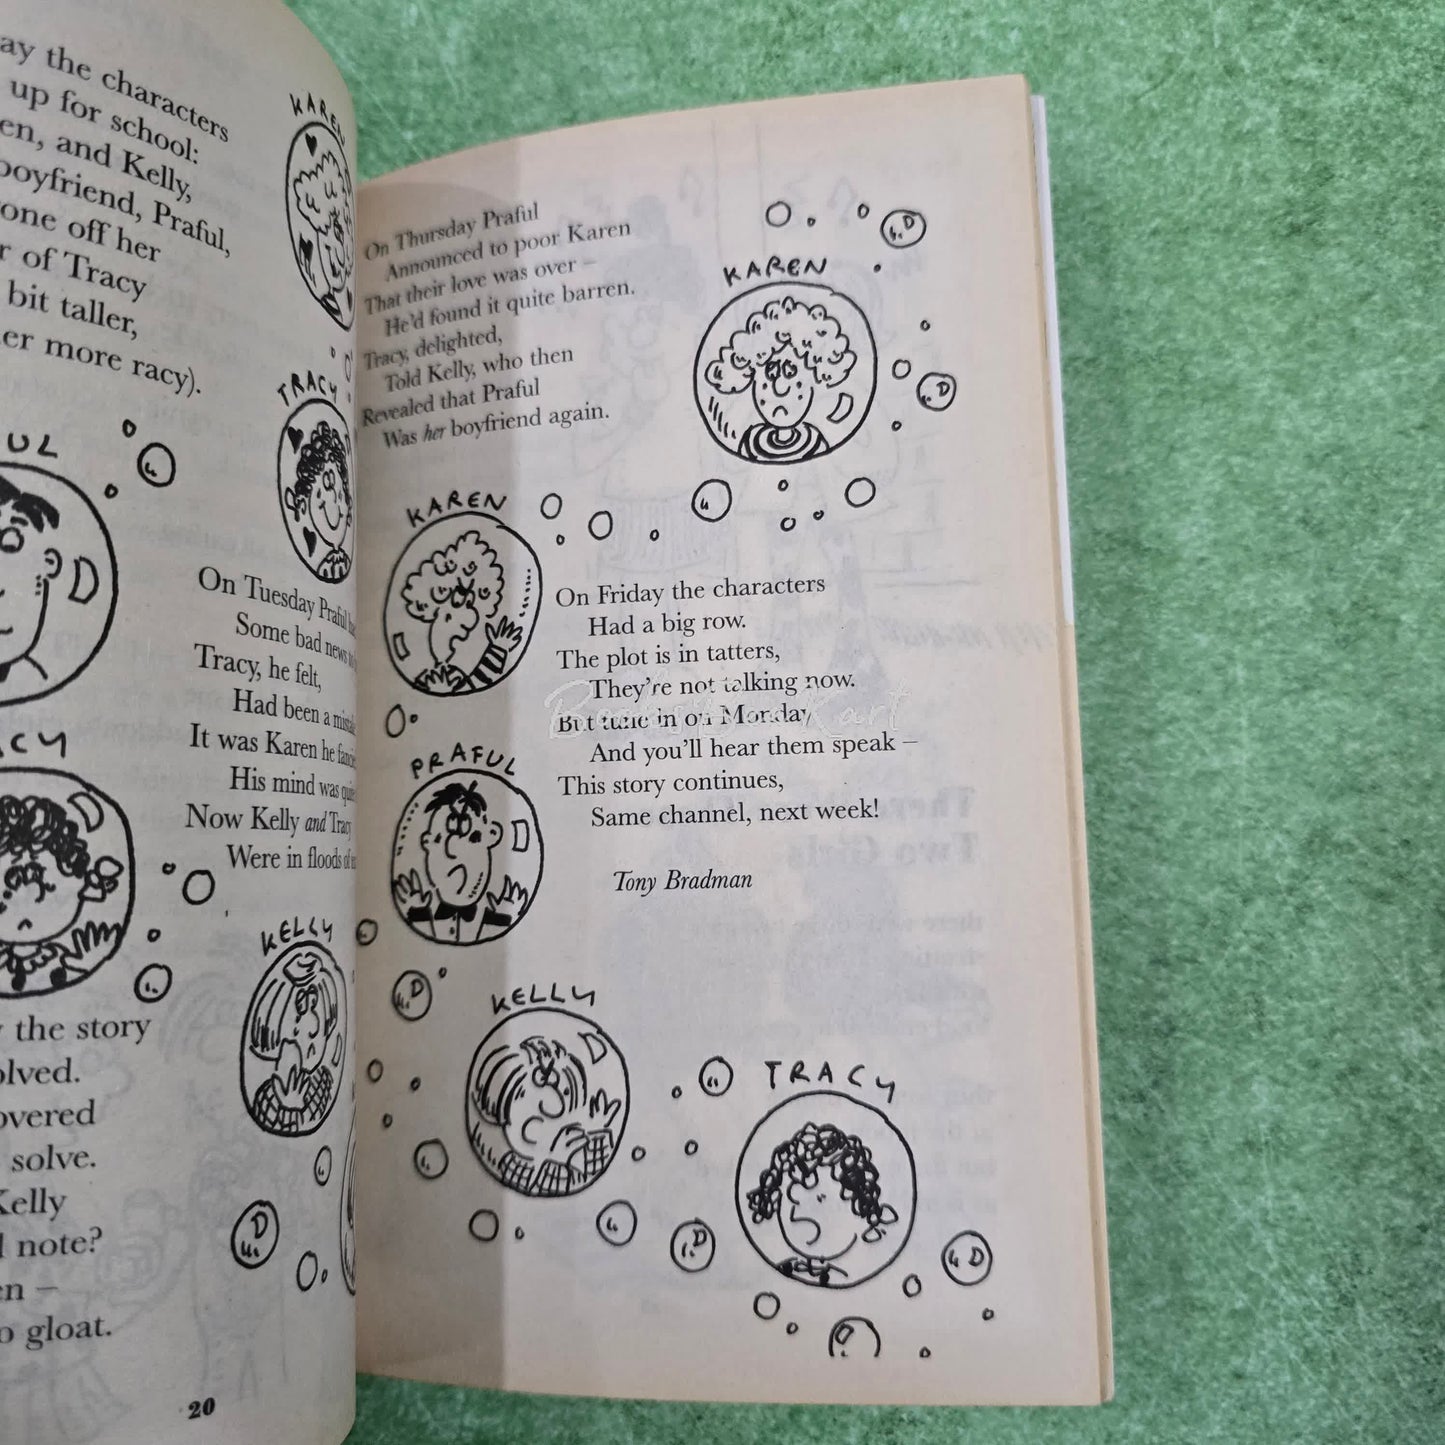 ay the characters
up for school:
en, and Kelly,
boyfriend, Praful,
one off her
r of Tracy
bit taller,
er more racy).
KAREN
TRACY
UL
On Tuesday Praful
Some bad news
Tracy, he felt,
Had been a
It was Karen he
His mind was
Now Kelly and Tracy
Were in floods of
CY
KELLY
the story
olved.
overed
solve.
Kelly
note?
en –
o gloat.
20
On Thursday Praful
Announced to poor Karen
That their love was over –
He'd found it quite barren.
Tracy, delighted,
Told Kelly, who then
Revealed that Praful
Was her boyfriend again.
KAREN
KAREN
On Friday the characters
Had a big row.
The plot is in tatters,
They're not talking now.
But tune in on Monday
And you'll hear them speak –
This story continues,
Same channel, next week!
Tony Bradman
PRAFUL
KELLY
TRACY
There
Two Girls